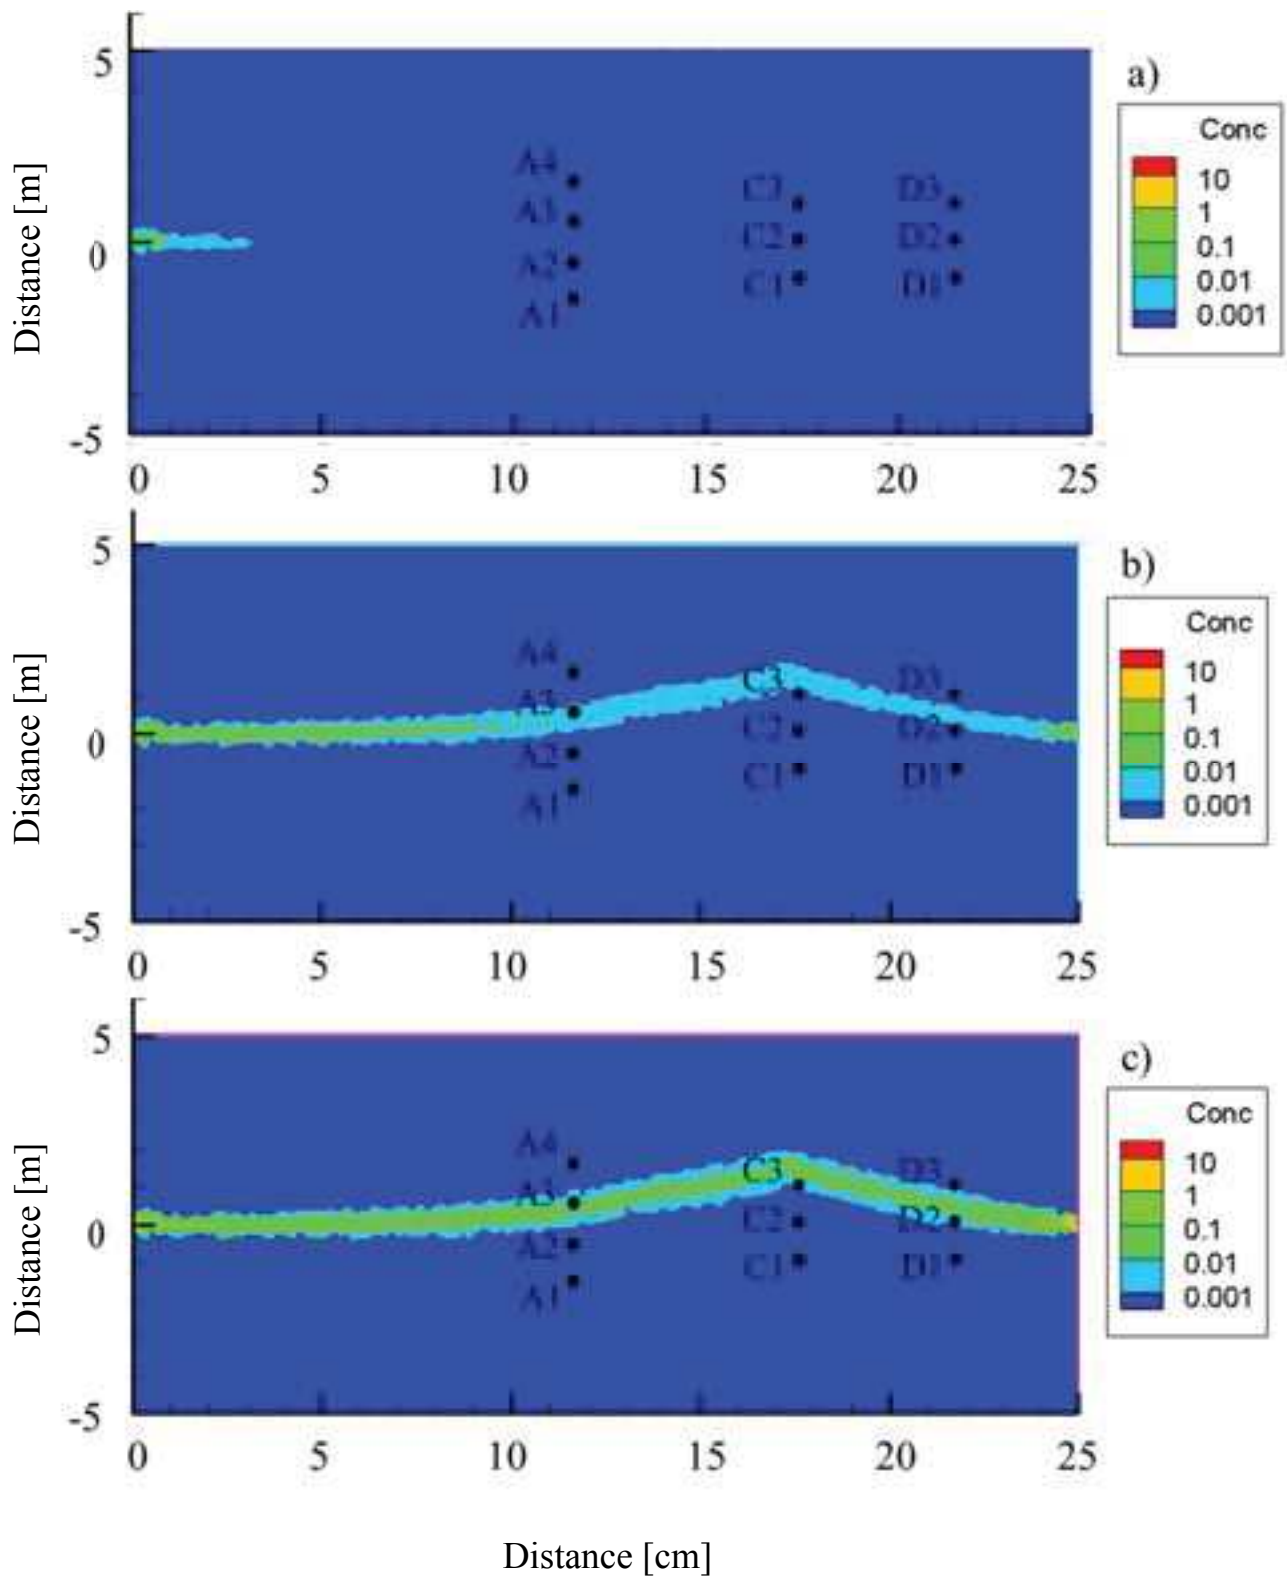 a)
Conc
10
1
0.1
0.01
0.001
Distance [m]
5
0
-5
A4
A3
A2
A1
C3
C2
C1
D3
D2
D1
0 5 10 15 20 25
b)
Conc
10
1
0.1
0.01
0.001
Distance [m]
5
0
-5
A4
A3
A2
A1
C3
C2
C1
D3
D2
D1
0 5 10 15 20 25
c)
Conc
10
1
0.1
0.01
0.001
Distance [m]
5
0
-5
A4
A3
A2
A1
C3
C2
C1
D3
D2
D1
0 5 10 15 20 25
Distance [cm]